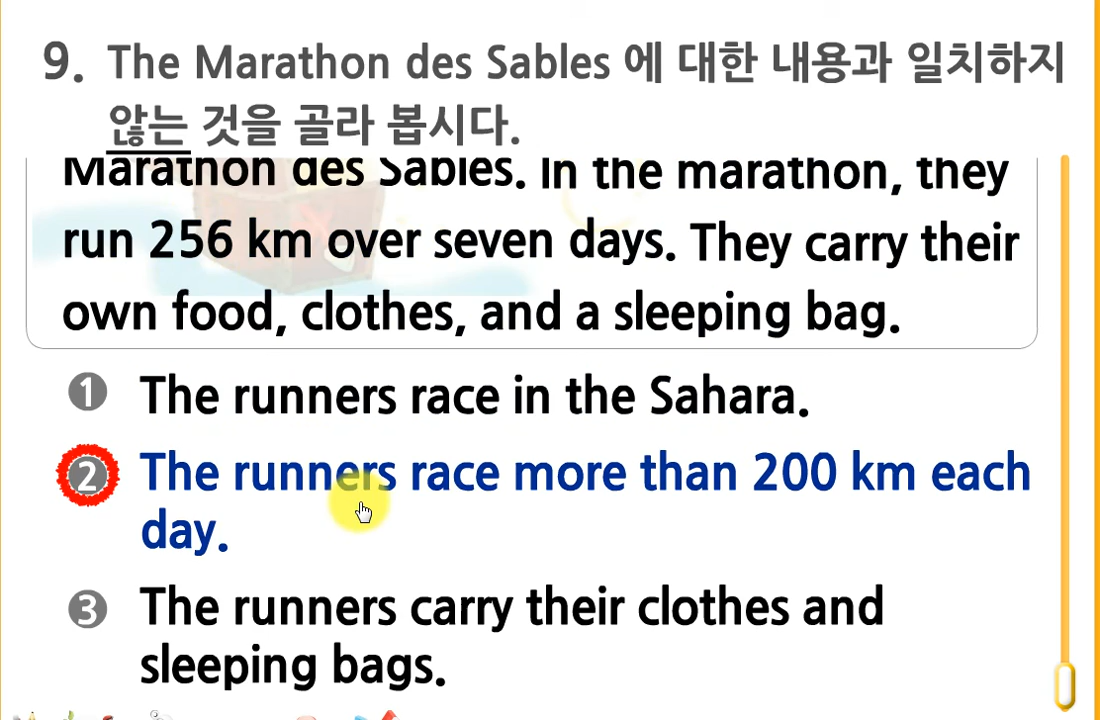 9. The Marathon des Sables 에 대한 내용과 일치하지
않는 것을 골라 봅시다.
Marathon des Sables. In the marathon, they
run 256 km over seven days. They carry their
own food, clothes, and a sleeping bag.
1 The runners race in the Sahara.
2 The runners race more than 200 km each
day.
3 The runners carry their clothes and
sleeping bags.